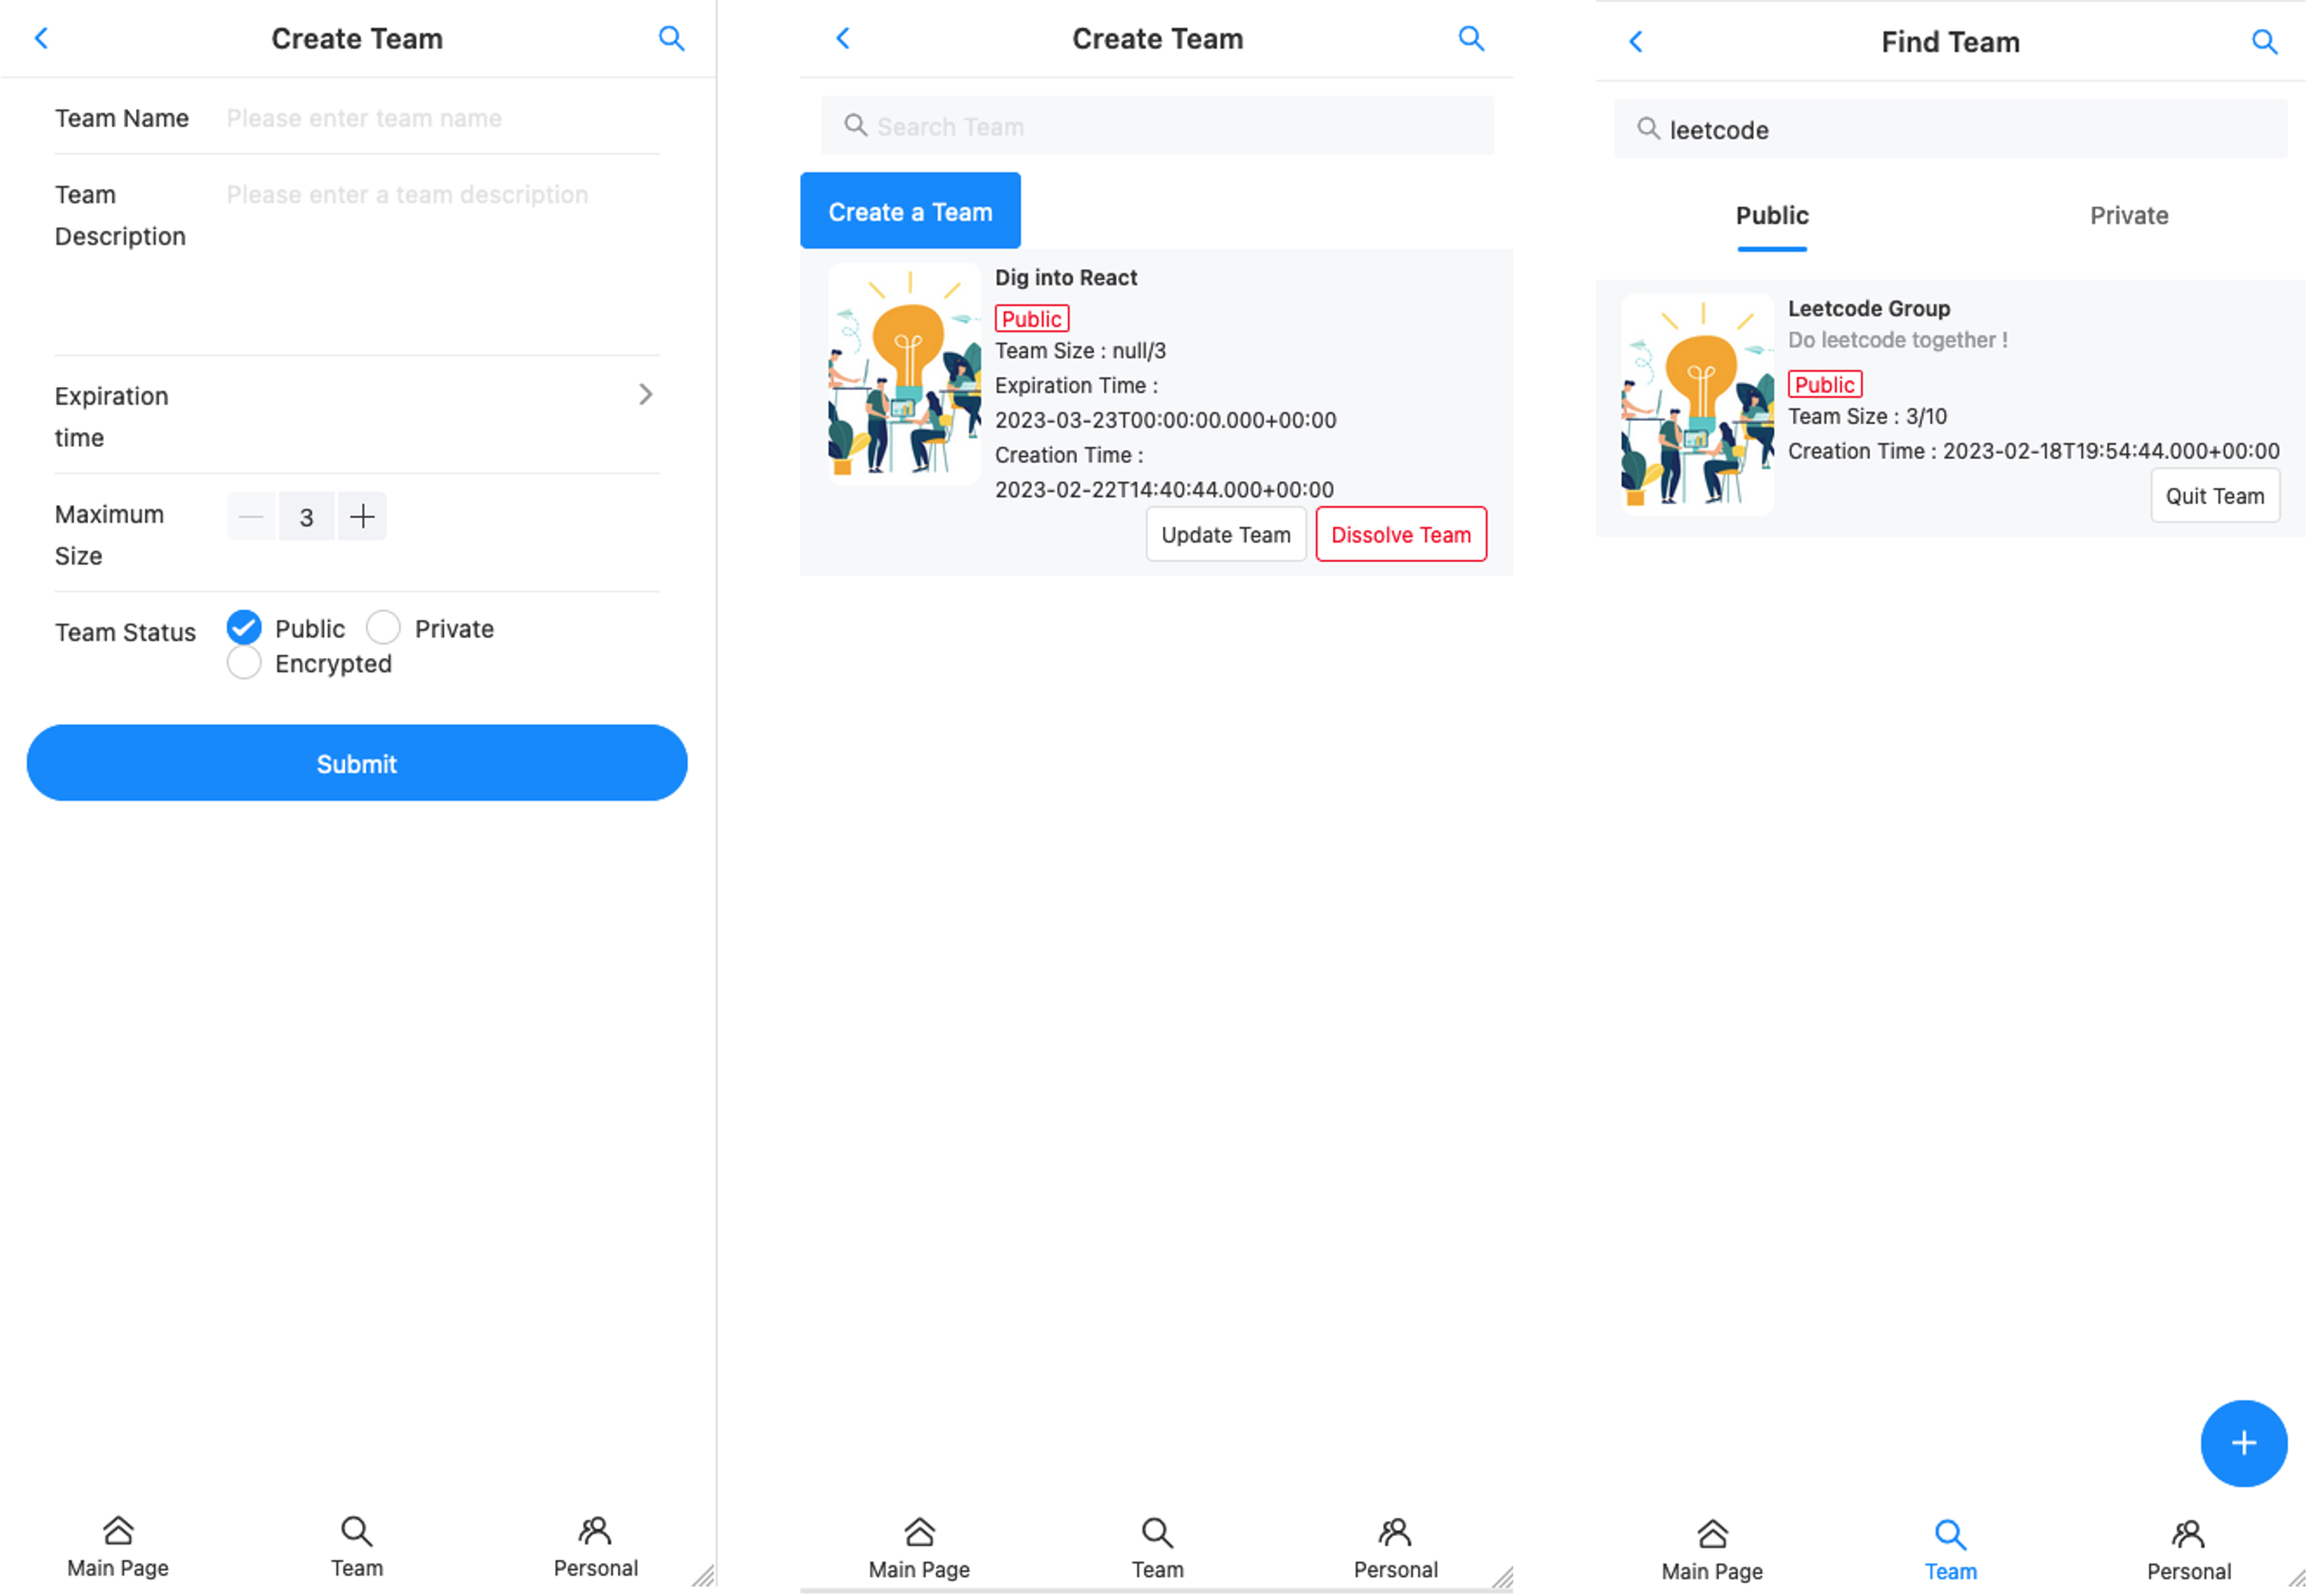 Create Team
Team Name
Please enter team name
Team
Description
Please enter a team description
Expiration
time
Maximum
Size
3
Team Status
Public
Private
Encrypted
Submit
Main Page
Team
Personal
Create Team
Search Team
Create a Team
Dig into React
Public
Team Size : null/3
Expiration Time :
2023-03-23T00:00:00.000+00:00
Creation Time :
2023-02-22T14:40:44.000+00:00
Update Team
Dissolve Team
Main Page
Team
Personal
Find Team
leetcode
Public
Private
Leetcode Group
Do leetcode together !
Public
Team Size : 3/10
Creation Time : 2023-02-18T19:54:44.000+00:00
Quit Team
Main Page
Team
Personal